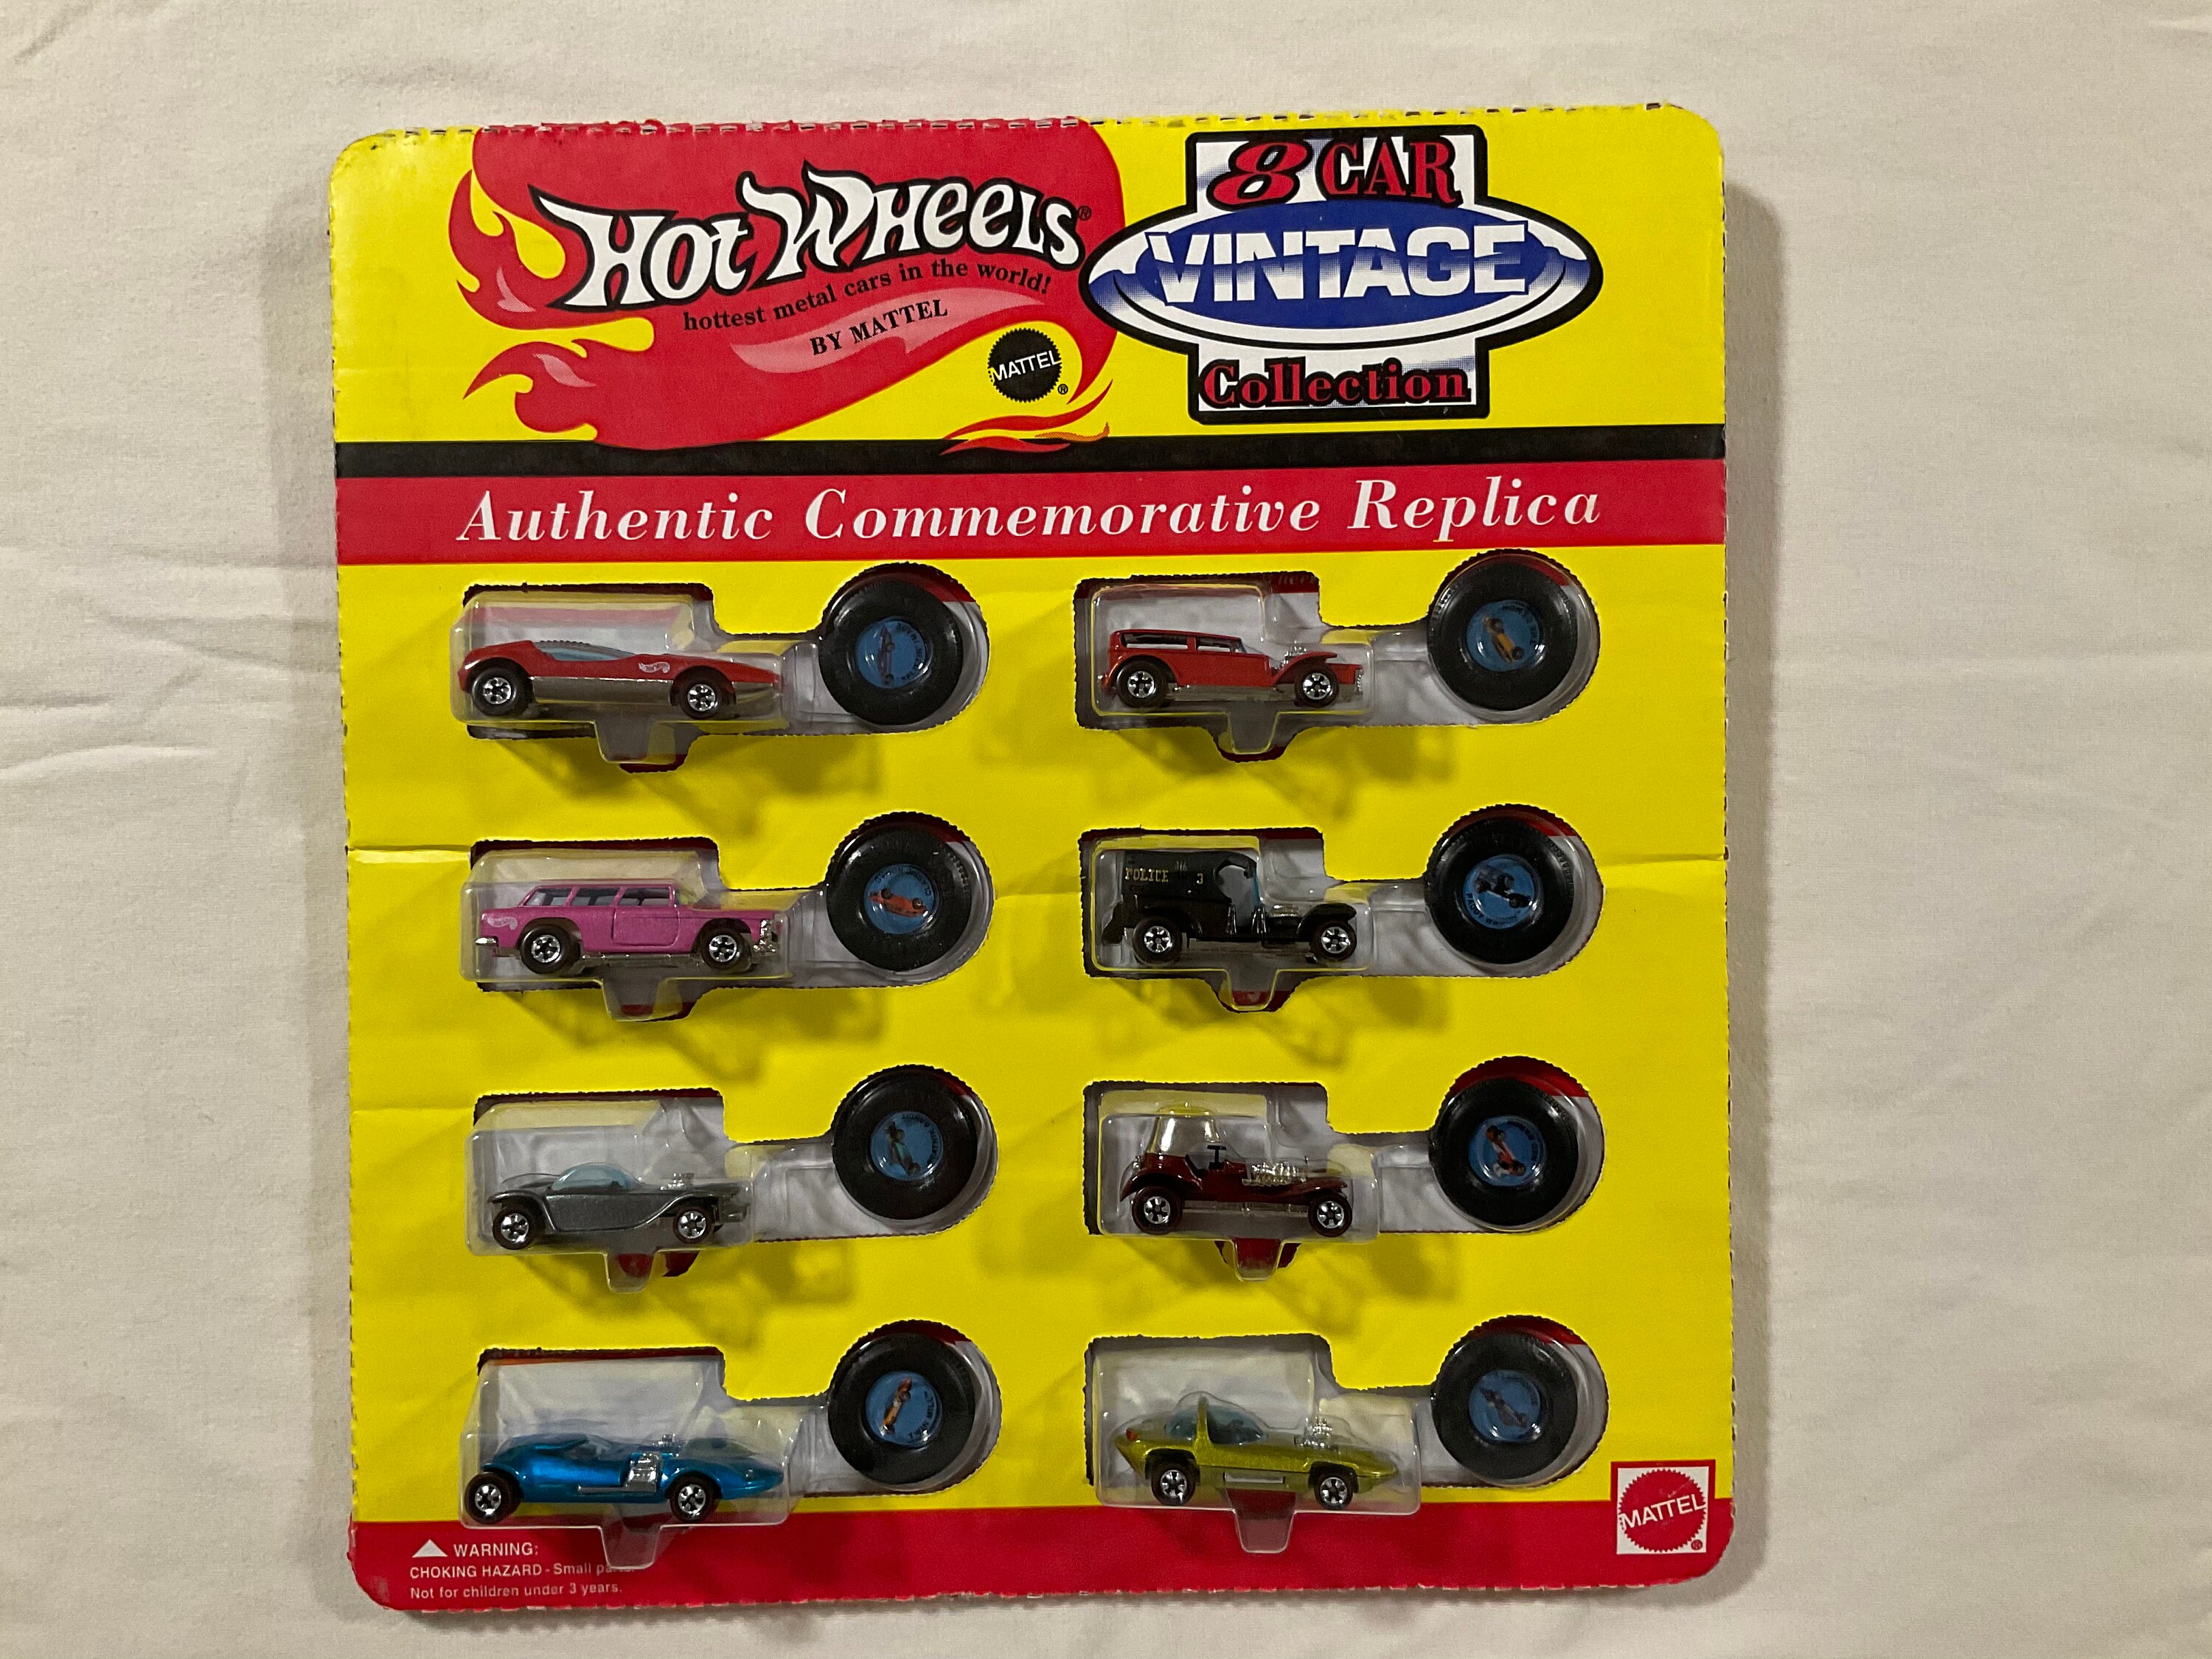 Hot Wheels®
hottest metal cars in the world!
BY MATTEL
MATTEL®
8 CAR
VINTAGE
Collection
Authentic Commemorative Replica
POLICE 3
WARNING:
CHOKING HAZARD - Small
Not for children under 3 years.
MATTEL®